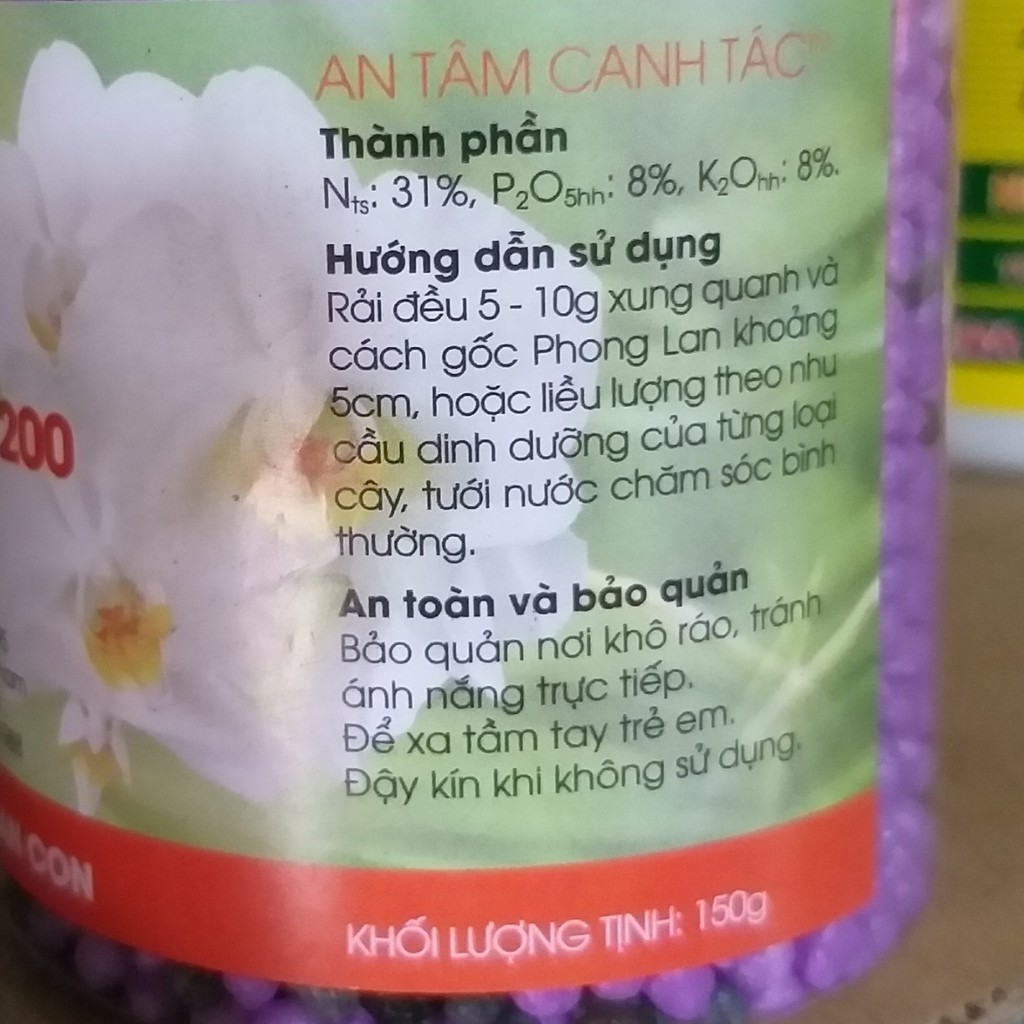 AN TÂM CANH TÁC™
Thành phần
Nts: 31%, P2O5hh: 8%, K2Ohh: 8%.
Hướng dẫn sử dụng
Rải đều 5 - 10g xung quanh và
cách gốc Phong Lan khoảng
5cm, hoặc liều lượng theo nhu
cầu dinh dưỡng của từng loại
cây, tưới nước chăm sóc bình
thường.
200
An toàn và bảo quản
Bảo quản nơi khô ráo, tránh
ánh nắng trực tiếp.
Để xa tầm tay trẻ em.
Đậy kín khi không sử dụng.
CON
KHỐI LƯỢNG TỊNH: 150g